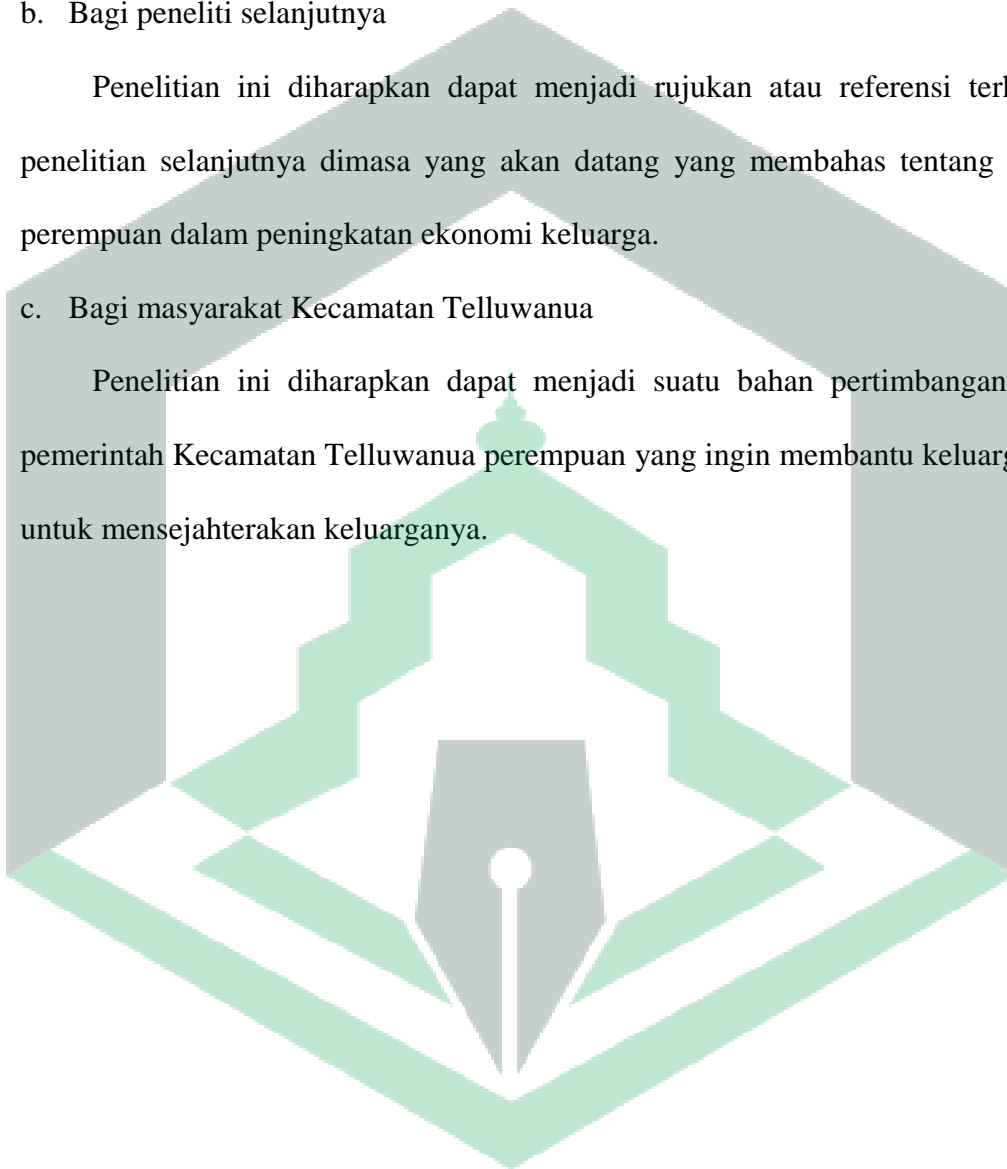 b. Bagi peneliti selanjutnya
Penelitian ini diharapkan dapat menjadi rujukan atau referensi
penelitian selanjutnya dimasa yang akan datang yang membahas tentang
perempuan dalam peningkatan ekonomi keluarga.
c. Bagi masyarakat Kecamatan Telluwanua
Penelitian ini diharapkan dapat menjadi suatu bahan pertimbangan
pemerintah Kecamatan Telluwanua perempuan yang ingin membantu
untuk mensejahterakan keluarganya.